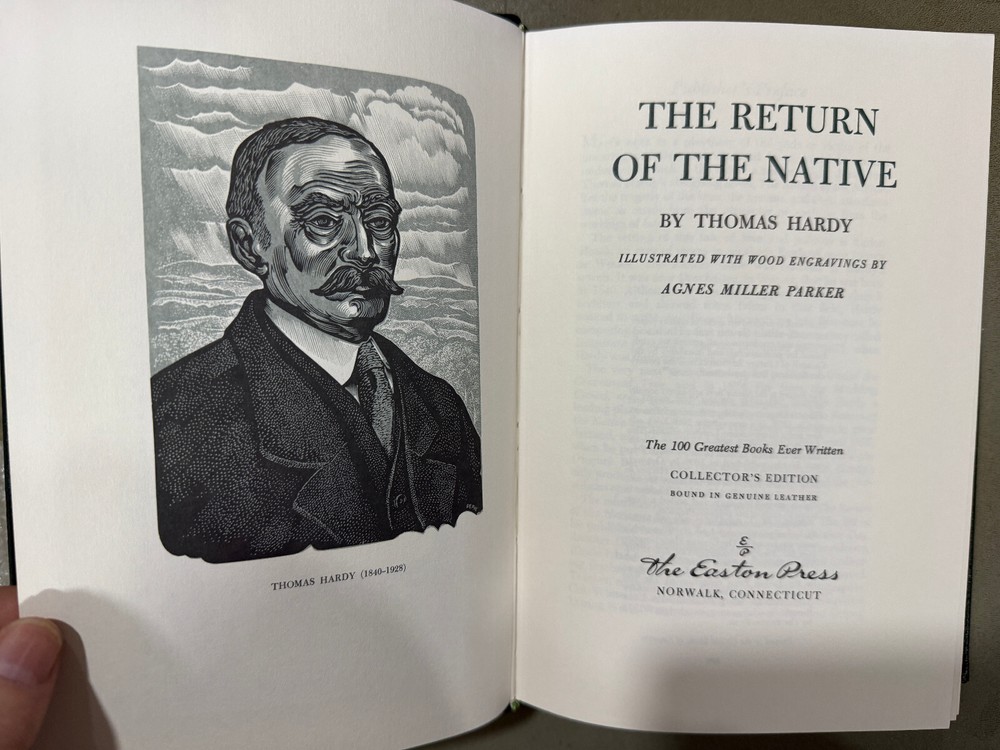 THOMAS HARDY (1840-1928)
THE RETURN
OF THE NATIVE
BY THOMAS HARDY
ILLUSTRATED WITH WOOD ENGRAVINGS BY
AGNES MILLER PARKER
The 100 Greatest Books Ever Written
COLLECTOR'S EDITION
BOUND IN GENUINE LEATHER
E
P
The Easton Press
NORWALK, CONNECTICUT